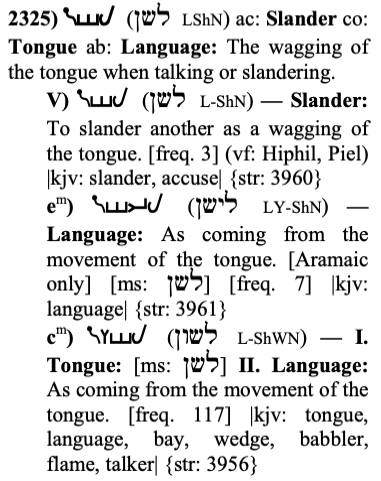 2325) (לשן LShN) ac: Slander co:
Tongue ab: Language: The wagging of
the tongue when talking or slandering.
V) (לשן L-ShN) — Slander:
To slander another as a wagging of
the tongue. [freq. 3] (vf: Hiphil, Piel)
|kjv: slander, accuse| {str: 3960}
eᵐ) (לישן LY-ShN) —
Language: As coming from the
movement of the tongue. [Aramaic
only] [ms: לשן] [freq. 7] |kjv:
language| {str: 3961}
cᵐ) (לשון L-ShWN) — I.
Tongue: [ms: לשן] II. Language:
As coming from the movement of the
tongue. [freq. 117] |kjv: tongue,
language, bay, wedge, babbler,
flame, talker| {str: 3956}